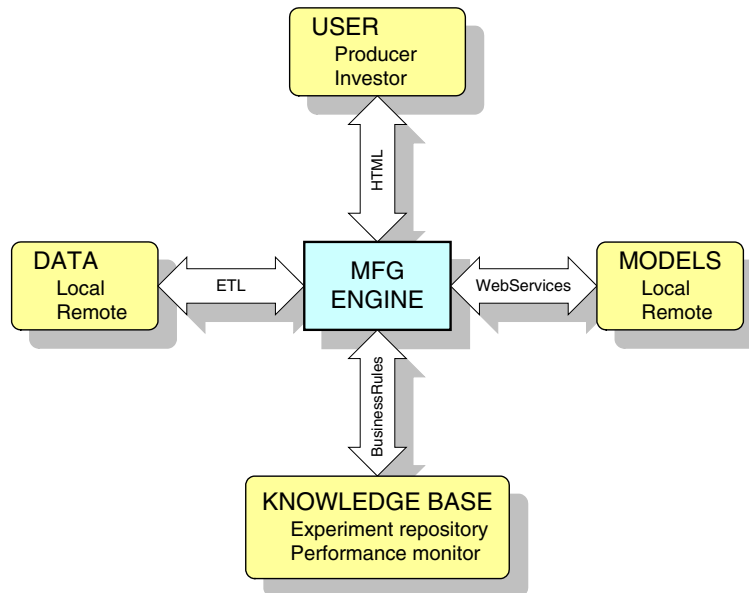 USER
Producer
Investor
HTML
DATA
Local
Remote
ETL
MFG
ENGINE
WebServices
MODELS
Local
Remote
BusinessRules
KNOWLEDGE BASE
Experiment repository
Performance monitor